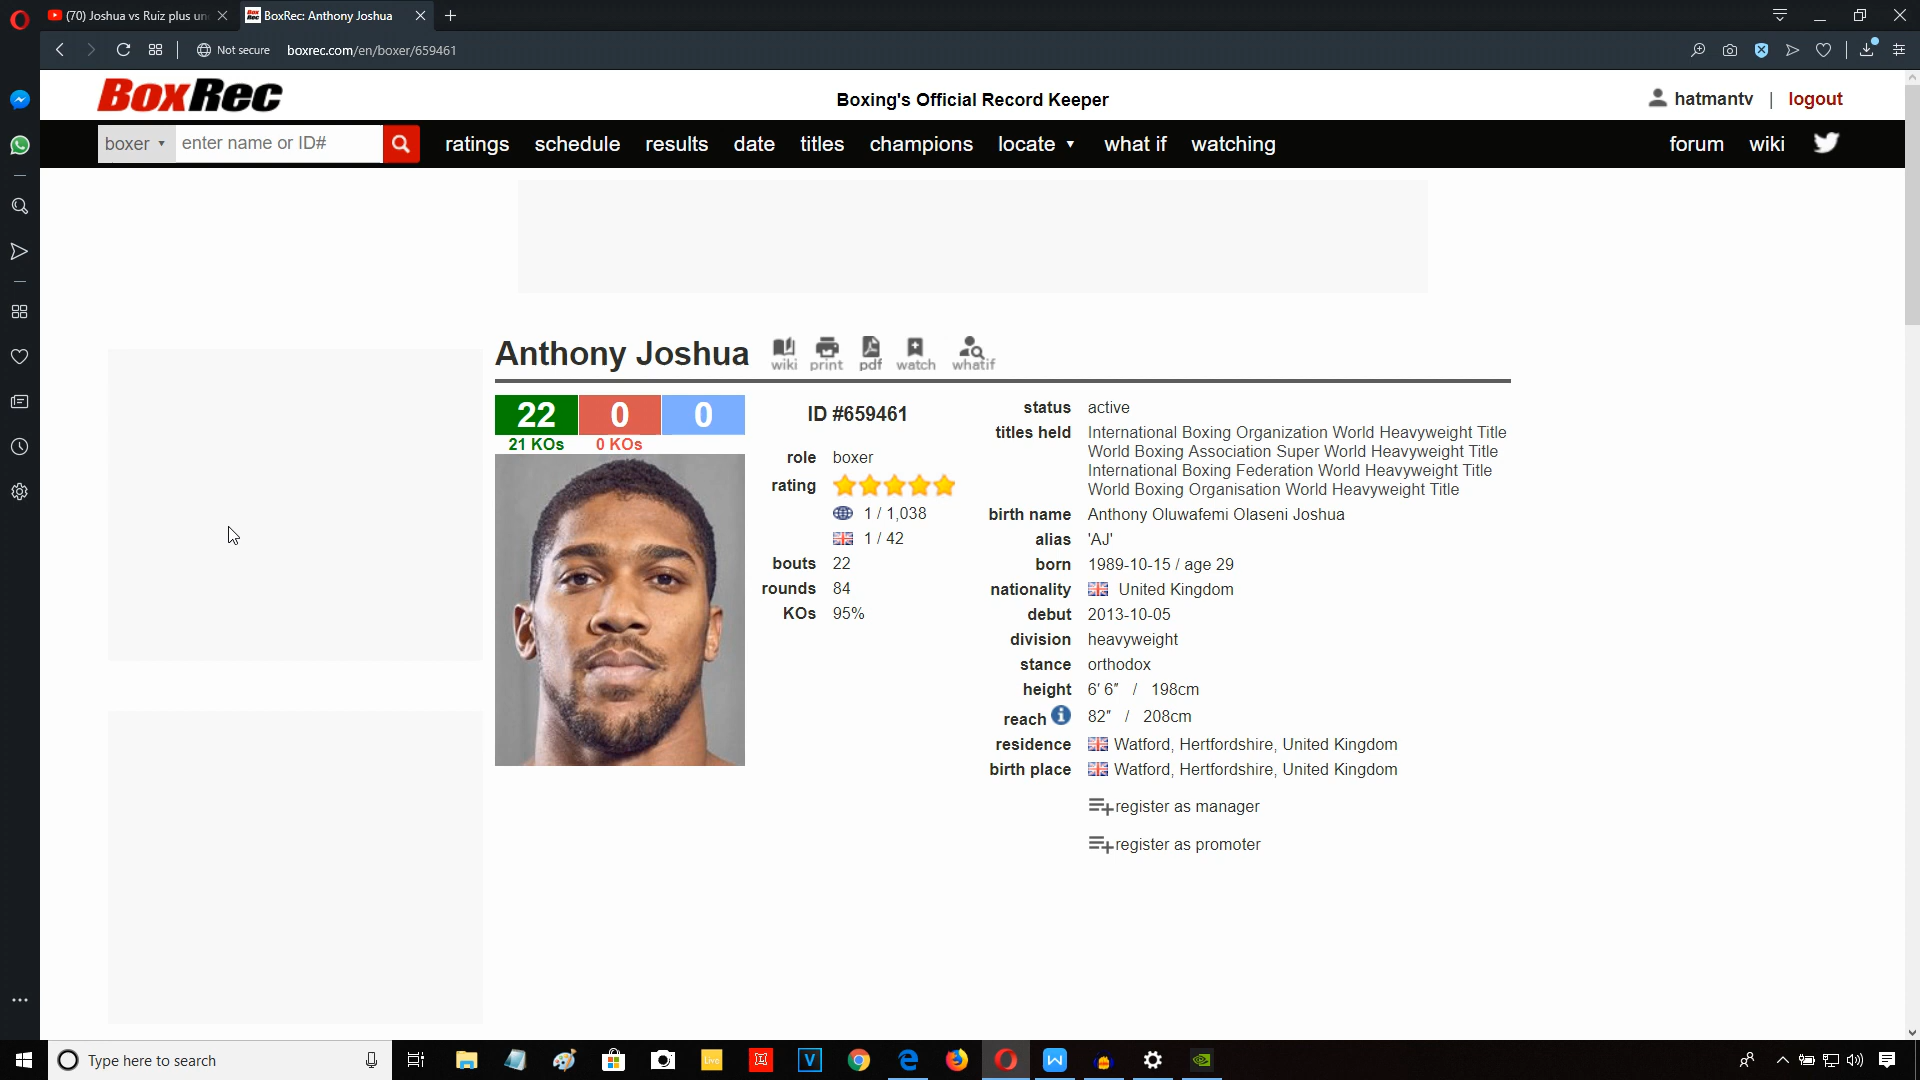 (70) Joshua vs Ruiz plus un
BoxRec: Anthony Joshua
Not secure boxrec.com/en/boxer/659461
BoxRec
Boxing's Official Record Keeper
hatmantv | logout
boxer enter name or ID# ratings schedule results date titles champions locate what if watching forum wiki
Anthony Joshua wiki print pdf watch whatif
22 0 0
21 KOs 0 KOs
ID #659461
role boxer
rating
1 / 1,038
1 / 42
bouts 22
rounds 84
KOs 95%
status active
titles held International Boxing Organization World Heavyweight Title
World Boxing Association Super World Heavyweight Title
International Boxing Federation World Heavyweight Title
World Boxing Organisation World Heavyweight Title
birth name Anthony Oluwafemi Olaseni Joshua
alias 'AJ'
born 1989-10-15 / age 29
nationality United Kingdom
debut 2013-10-05
division heavyweight
stance orthodox
height 6′ 6″ / 198cm
reach 82″ / 208cm
residence Watford, Hertfordshire, United Kingdom
birth place Watford, Hertfordshire, United Kingdom
register as manager
register as promoter
Type here to search